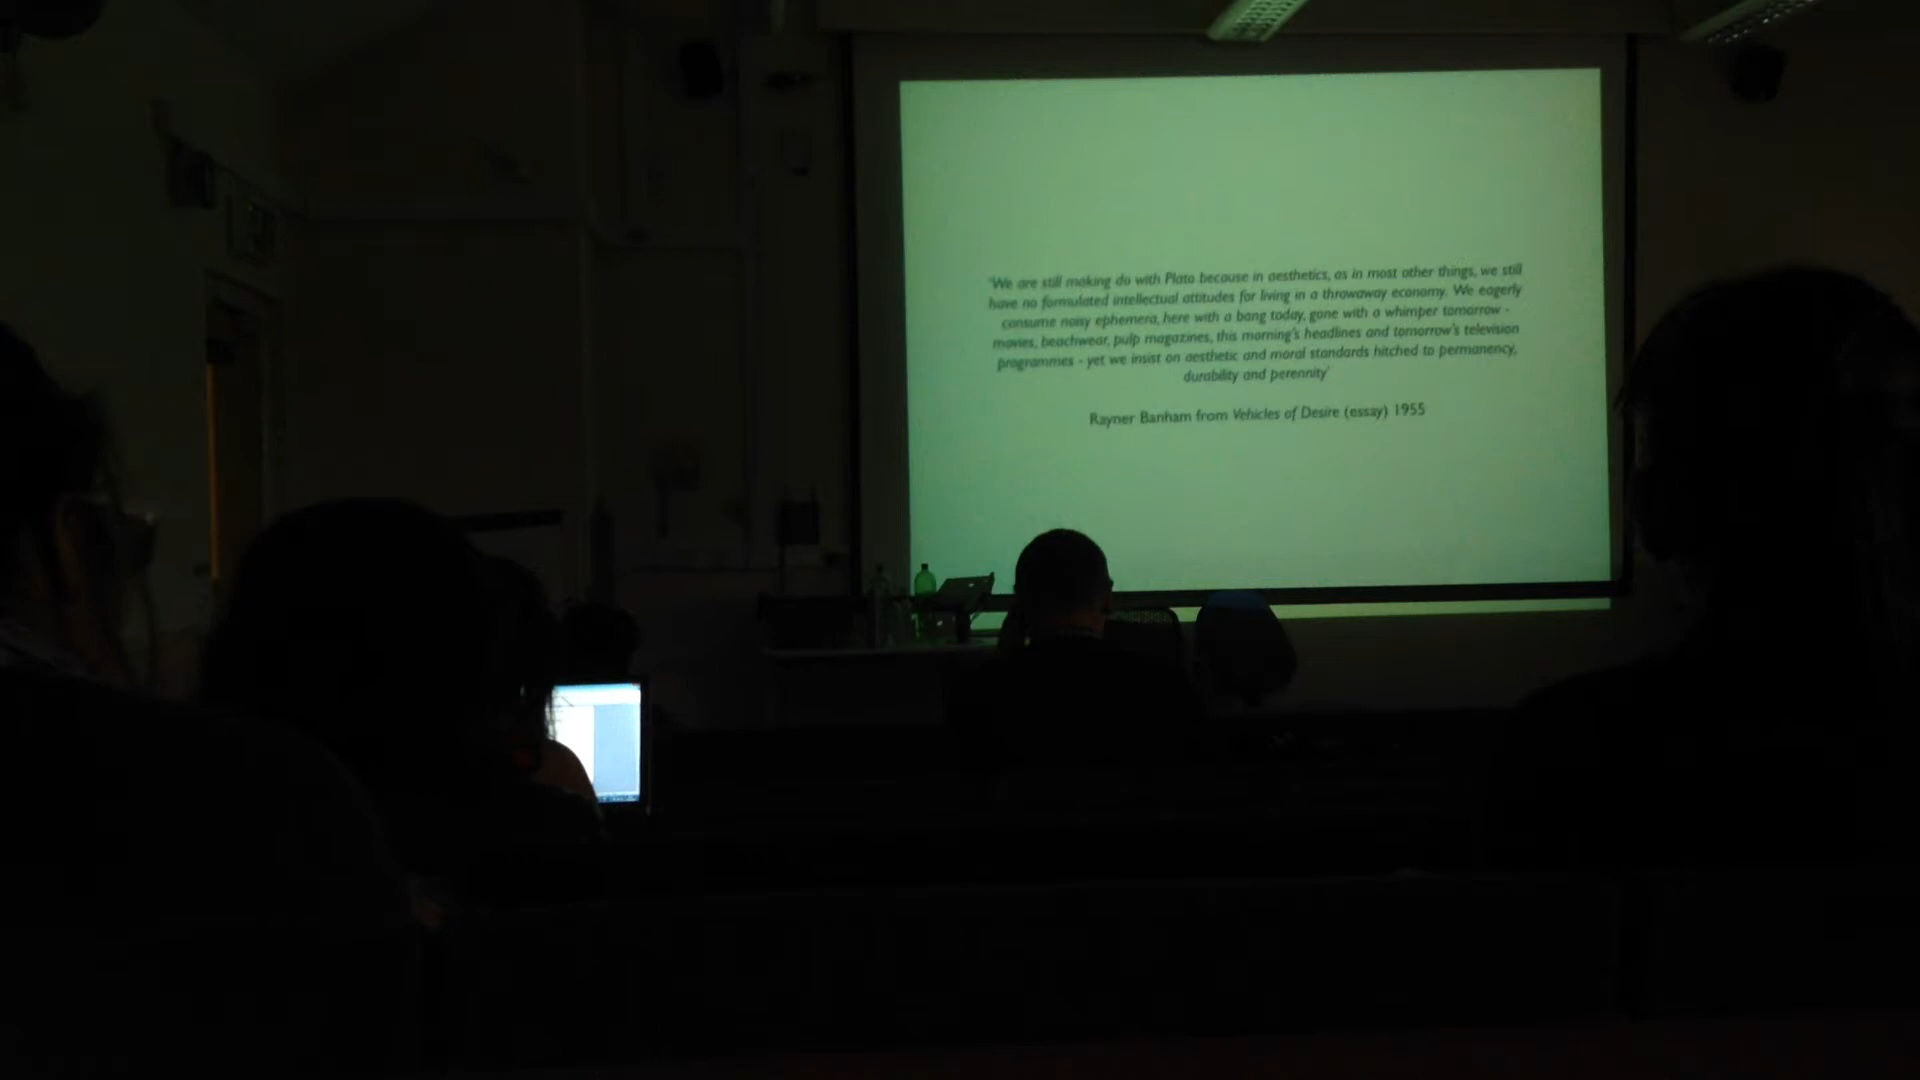 'We are still making do with Plato because in aesthetics, as in most other things, we still
have no formulated intellectual attitudes for living in a throwaway economy. We eagerly
consume noisy ephemera, here with a bang today, gone with a whimper tomorrow -
movies, beachwear, pulp magazines, this morning's headlines and tomorrow's television
programmes - yet we insist on aesthetic and moral standards hitched to permanency,
durability and perennity'
Rayner Banham from Vehicles of Desire (essay) 1955